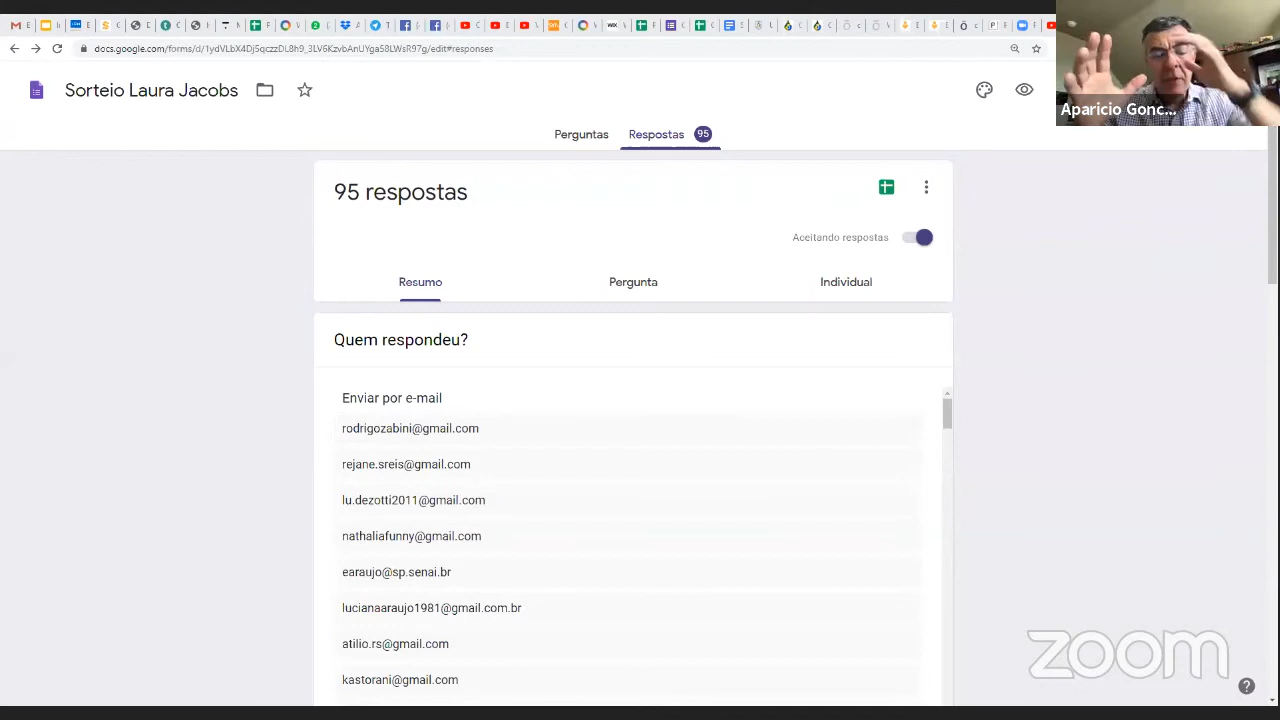 docs.google.com/forms/d/1ydVLbX4Dj5qczzDL8h9_3LV6KzvbAnUYga58LWsR97g/edit#responses
Sorteio Laura Jacobs
Aparicio Gonc...
Perguntas
Respostas 95
95 respostas
Aceitando respostas
Resumo
Pergunta
Individual
Quem respondeu?
Enviar por e-mail
rodrigozabini@gmail.com
rejane.sreis@gmail.com
lu.dezotti2011@gmail.com
nathaliafunny@gmail.com
earaujo@sp.senai.br
lucianaaraujo1981@gmail.com.br
atilio.rs@gmail.com
kastorani@gmail.com
zoom